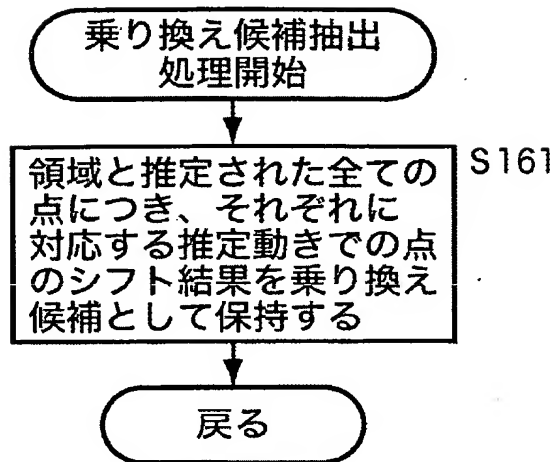 乗り換え候補抽出
処理開始
S161
領域と推定された全ての
点につき、それぞれに
対応する推定動きでの点
のシフト結果を乗り換え
候補として保持する
戻る